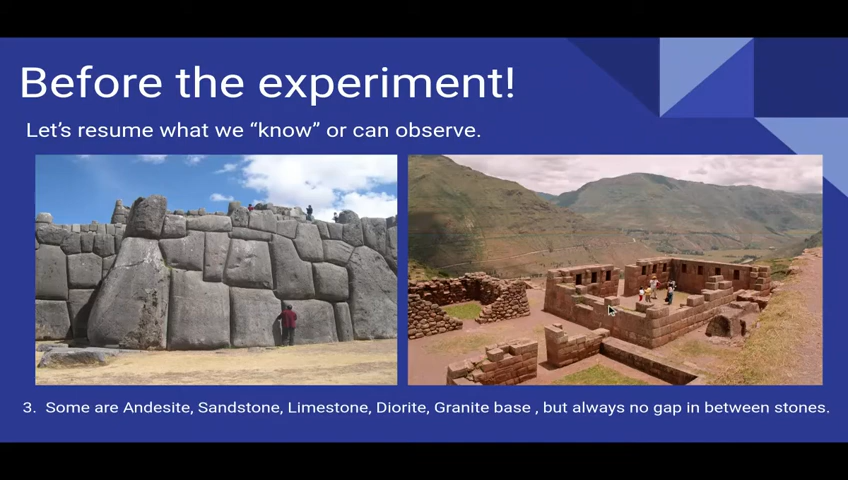 Before the experiment!
Let's resume what we “know” or can observe.
3. Some are Andesite, Sandstone, Limestone, Diorite, Granite base , but always no gap in between stones.